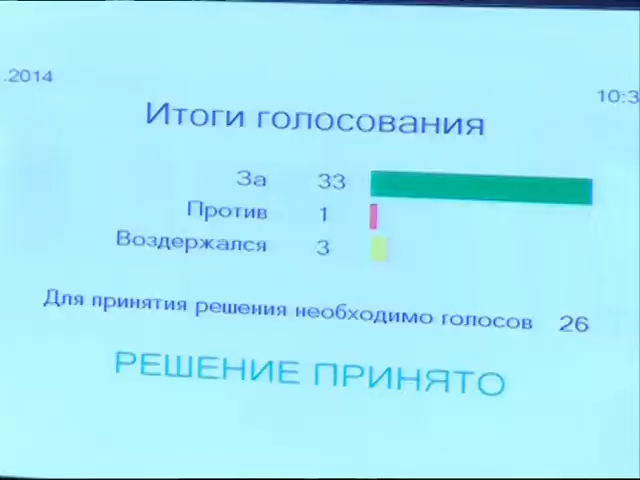 .2014
10:3
Итоги голосования
За 33
Против 1
Воздержался 3
Для принятия решения необходимо голосов 26
РЕШЕНИЕ ПРИНЯТО